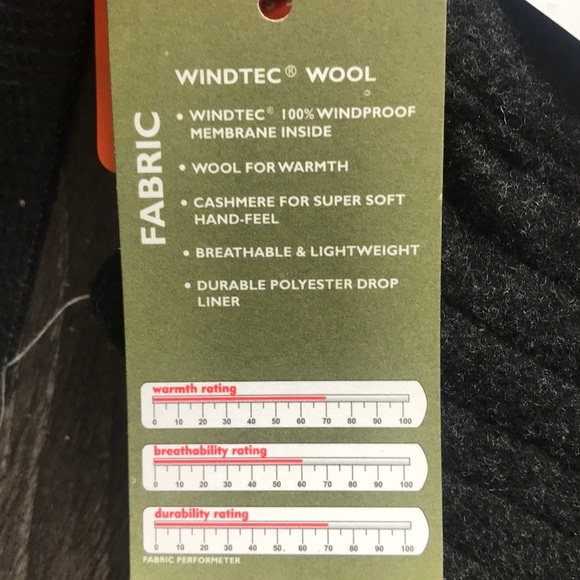 WINDTEC® WOOL
FABRIC
• WINDTEC® 100% WINDPROOF
MEMBRANE INSIDE
• WOOL FOR WARMTH
• CASHMERE FOR SUPER SOFT
HAND-FEEL
• BREATHABLE & LIGHTWEIGHT
• DURABLE POLYESTER DROP
LINER
warmth rating
0 10 20 30 40 50 60 70 80 90 100
breathability rating
0 10 20 30 40 50 60 70 80 90 100
durability rating
0 10 20 30 40 50. 60 70 80 90 100
FABRIC PERFORMETER